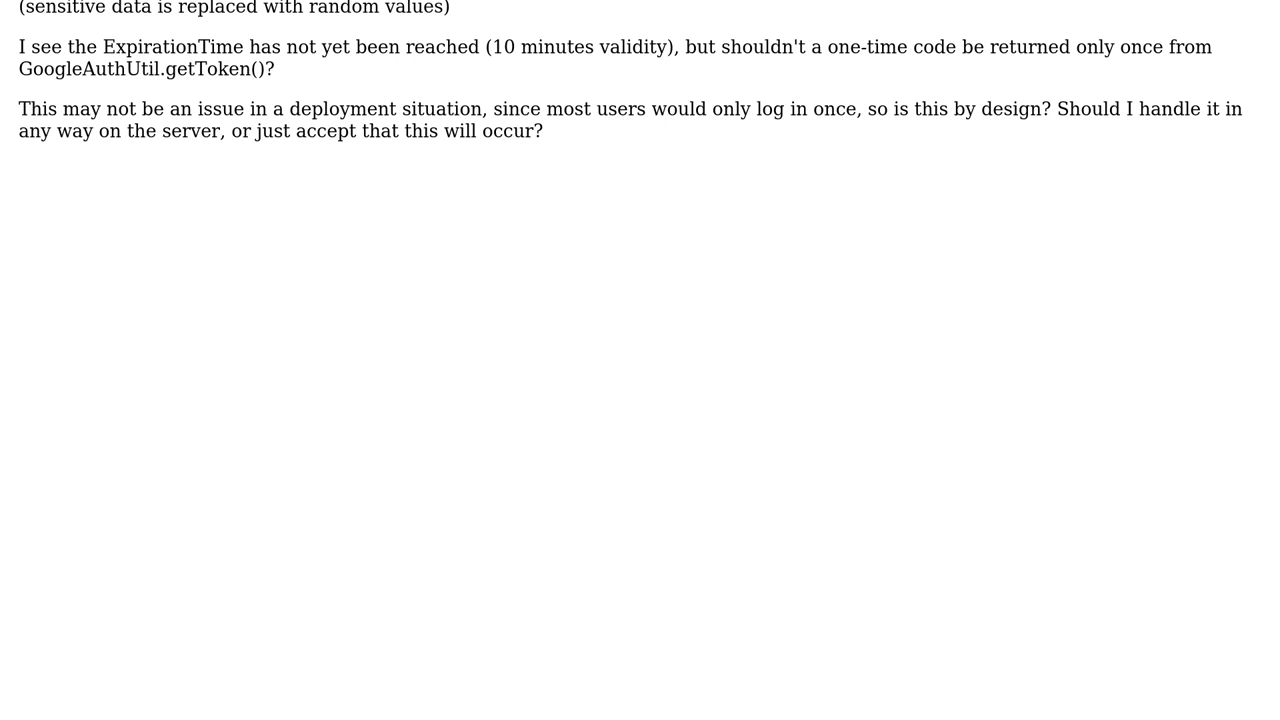 (sensitive data is replaced with random values)
I see the ExpirationTime has not yet been reached (10 minutes validity), but shouldn't a one-time code be returned only once from
GoogleAuthUtil.getToken()?
This may not be an issue in a deployment situation, since most users would only log in once, so is this by design? Should I handle it in
any way on the server, or just accept that this will occur?